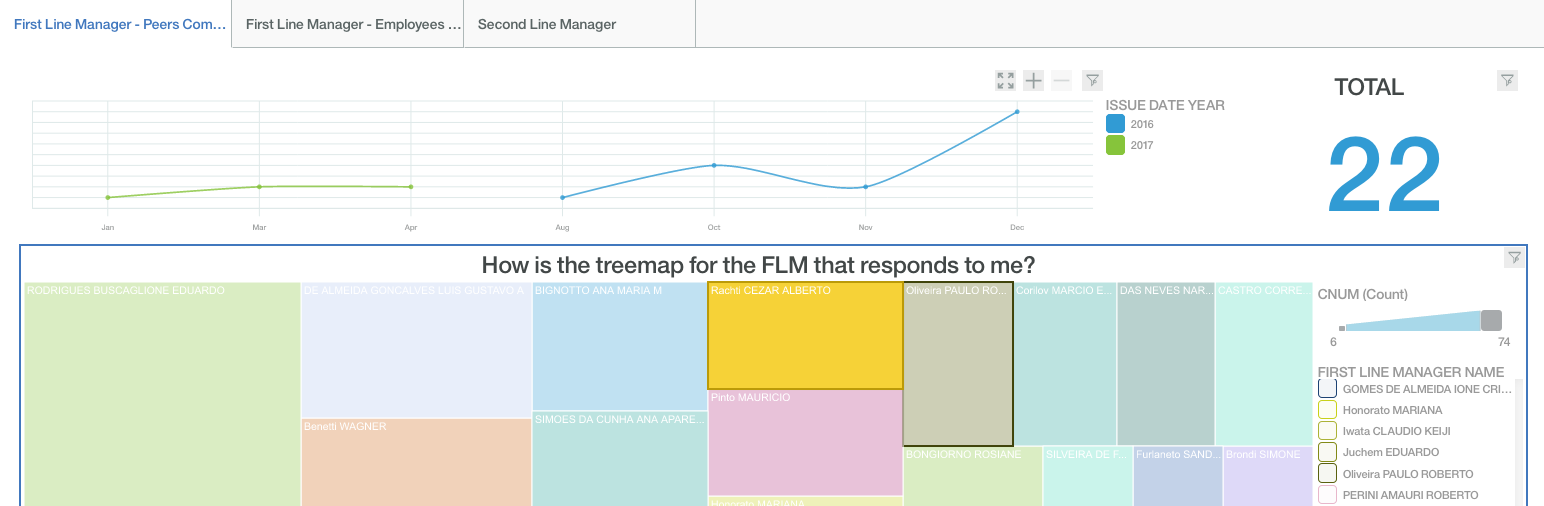 First Line Manager - Peers Com...
First Line Manager - Employees ...
Second Line Manager
ISSUE DATE YEAR
2016
2017
TOTAL
22
Jan Mar Apr Aug Oct Nov Dec
How is the treemap for the FLM that responds to me?
RODRIGUES BUSCAGLIONE EDUARDO
DE ALMEIDA GONCALVES LUIS GUSTAVO A
BIGNOTTO ANA MARIA M
Rachti CEZAR ALBERTO
Oliveira PAULO RO...
Corilov MARCIO E...
DAS NEVES NAR...
CASTRO CORRE...
Pinto MAURICIO
SIMOES DA CUNHA ANA APARE...
Benetti WAGNER
BONGIORNO ROSIANE
SILVEIRA DE F...
Furlaneto SAND...
Brondi SIMONE
Honorato MARIANA
CNUM (Count)
6 74
FIRST LINE MANAGER NAME
GOMES DE ALMEIDA IONE CRI...
Honorato MARIANA
Iwata CLAUDIO KEIJI
Juchem EDUARDO
Oliveira PAULO ROBERTO
PERINI AMAURI ROBERTO